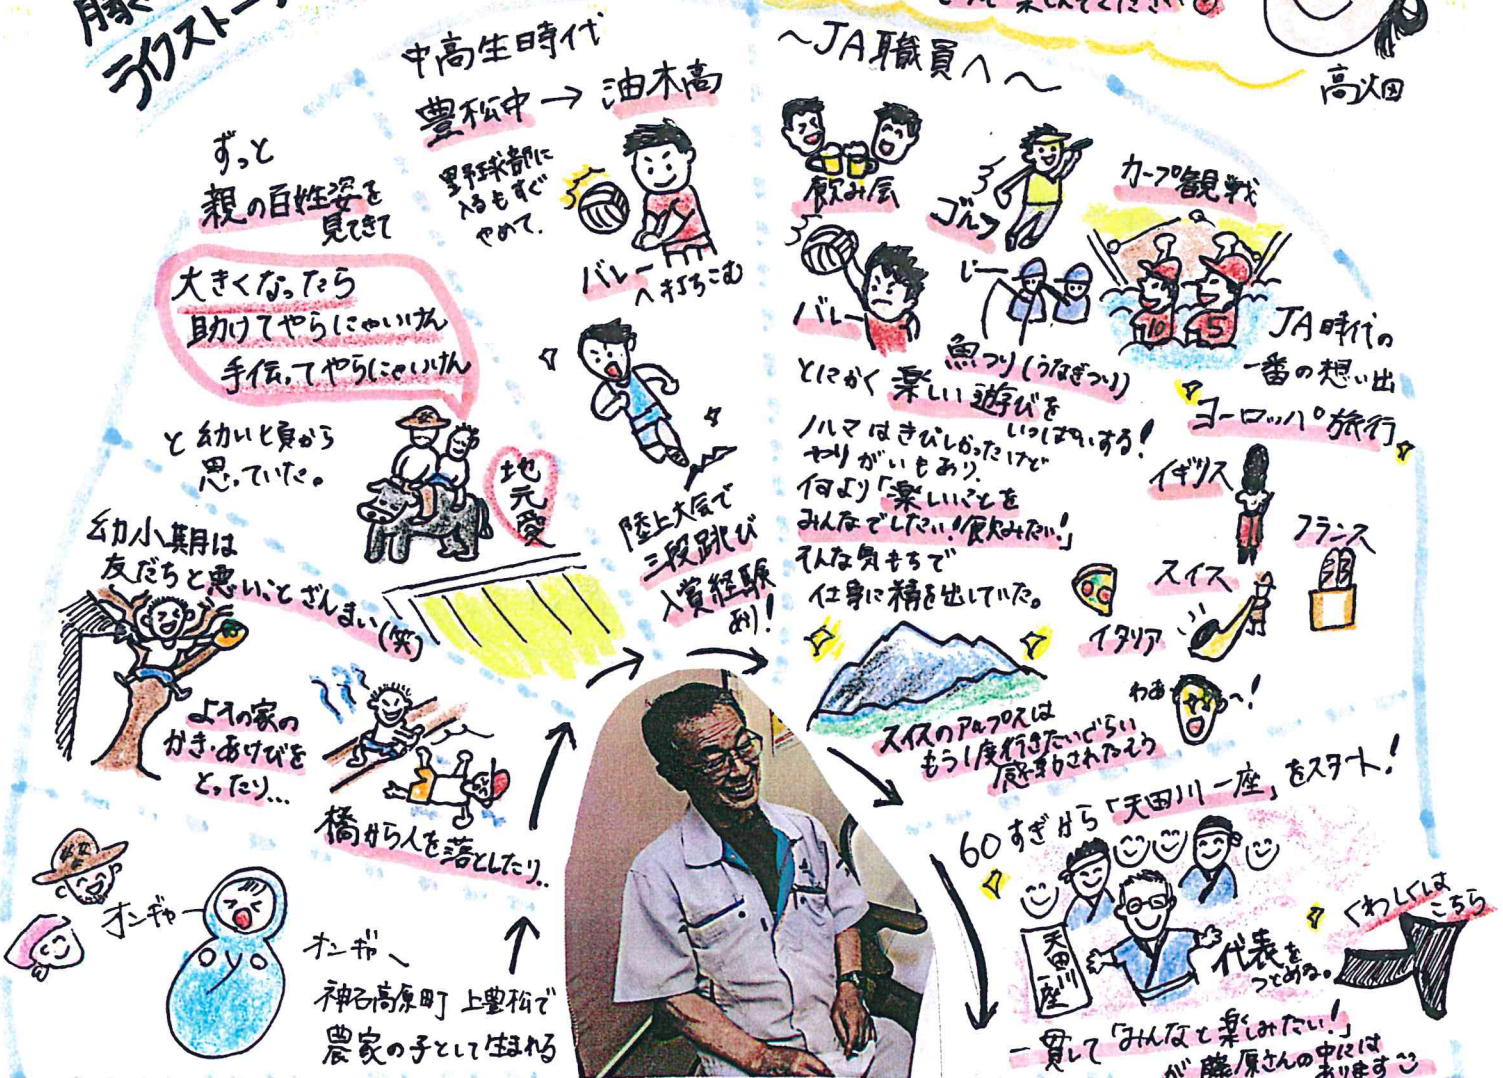 ライフストーリー
楽しんでください
高畑
オンギャー
オンギャ〜
神石高原町 上豊松で
農家の子として生まれる
幼小期は
友だちと悪いことざんまい(笑)
よその家の
かき・あけびを
とったり…
橋から人を落としたり..
ずっと
親の百姓姿を
見てきて
大きくなったら
助けてやらにゃいけん
手伝ってやらにゃいけん
と幼い頃から
思っていた。
地元愛
中高生時代
豊松中→油木高
野球部に
入るもすぐ
やめて、
バレー
へ打ちこむ
陸上大会で
三段跳び
入賞経験
あり!
〜JA職員へ〜
飲み会
ゴルフ
カープ観戦
バレー
魚つり(うなぎつり)
10
5
とにかく楽しい遊びを
いっぱいする!
ノルマはきびしかったけど
やりがいもあり、
何より「楽しいことを
みんなでしたい!飲みたい!」
そんな気もちで
仕事に精を出していた。
JA時代の
一番の想い出
ヨーロッパ旅行
イギリス
フランス
スイス
イタリア
わあ〜!
スイスのアルプスは
もう1度行きたいぐらい
感動されたそう
60すぎから「天田川一座」をスタート!
天田川一座
代表を
つとめる。
くわしくは
こちら
一貫して「みんなと楽しみたい!」
が藤原さんの中には
あります